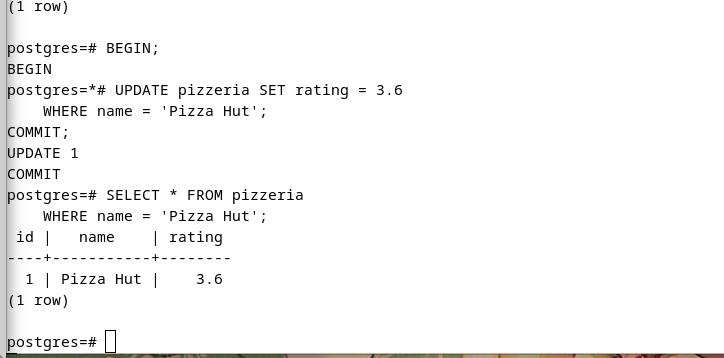 (1 row)

postgres=# BEGIN;
BEGIN
postgres=*# UPDATE pizzeria SET rating = 3.6
    WHERE name = 'Pizza Hut';
COMMIT;
UPDATE 1
COMMIT
postgres=# SELECT * FROM pizzeria
    WHERE name = 'Pizza Hut';
 id |   name    | rating
----+-----------+--------
  1 | Pizza Hut |    3.6
(1 row)

postgres=#